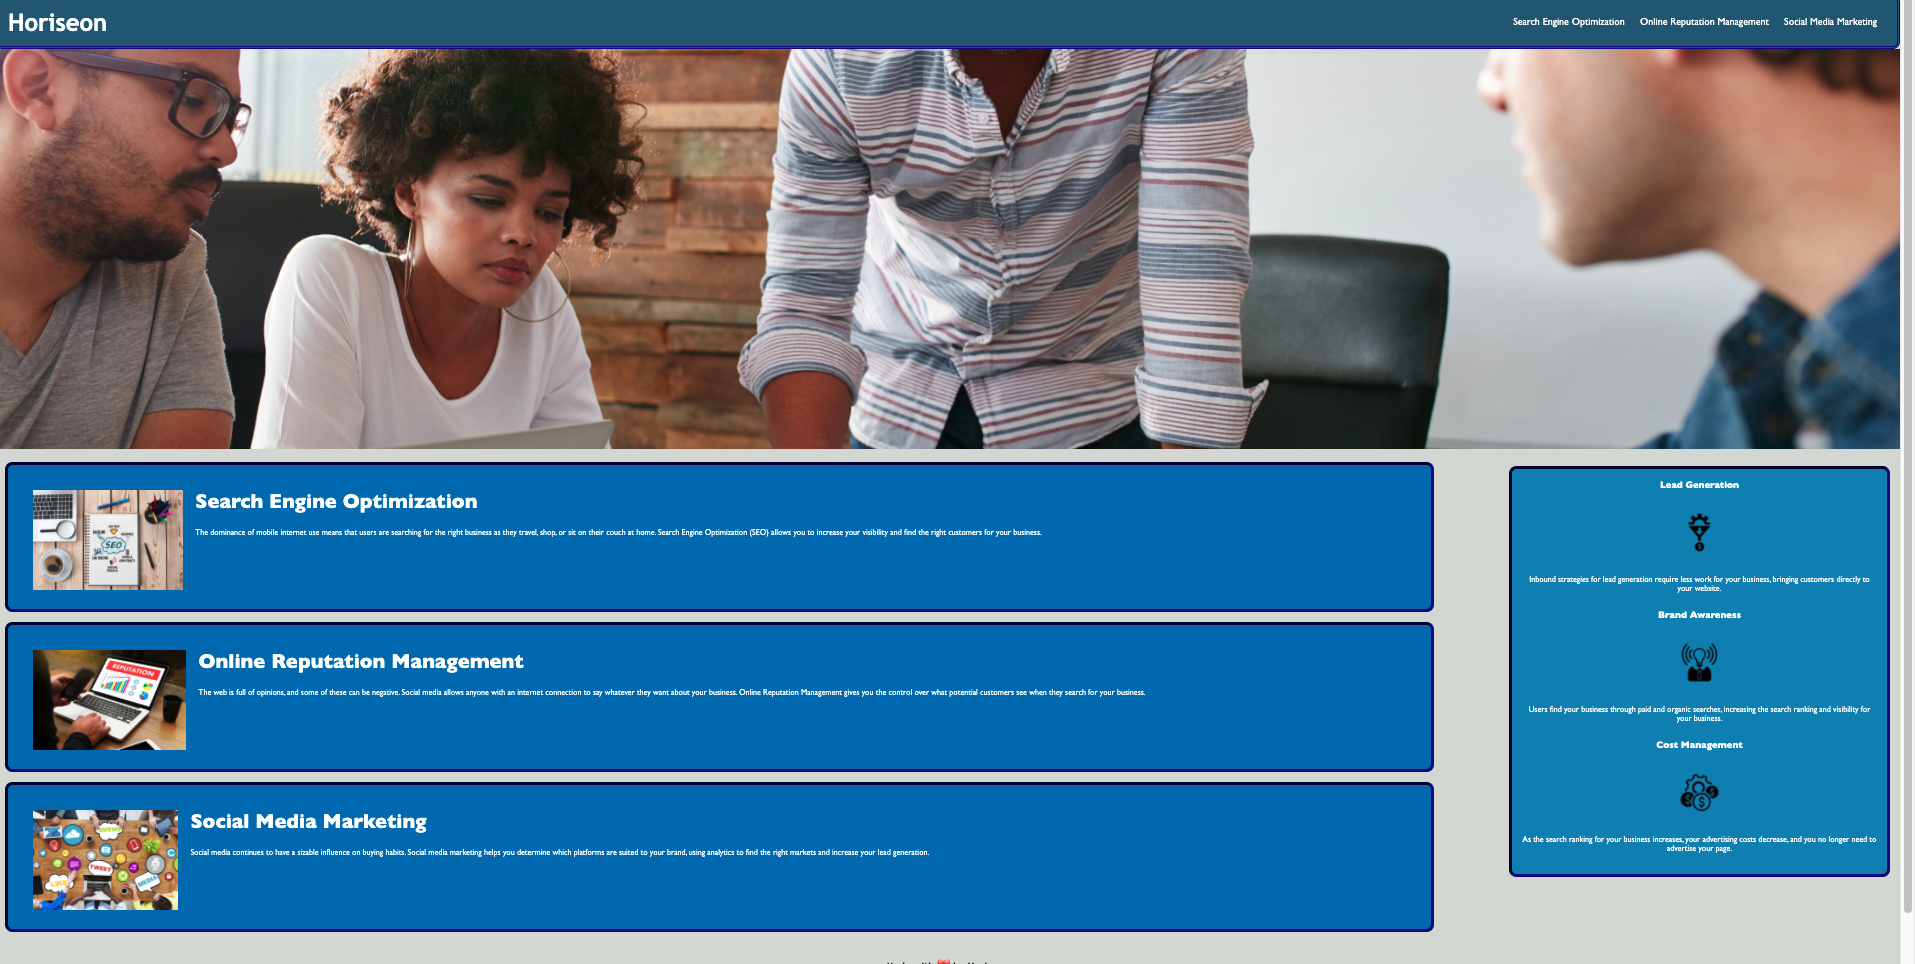 Horiseon
Search Engine Optimization Online Reputation Management Social Media Marketing
SEO
Search Engine Optimization
The dominance of mobile internet use means that users are searching for the right business as they travel, shop, or sit on their couch at home. Search Engine Optimization (SEO) allows you to increase your visibility and find the right customers for your business.
REPUTATION
Online Reputation Management
The web is full of opinions, and some of these can be negative. Social media allows anyone with an internet connection to say whatever they want about your business. Online Reputation Management gives you the control over what potential customers see when they search for your business.
TWEET
LIKE
MEDIA
Social Media Marketing
Social media continues to have a sizable influence on buying habits. Social media marketing helps you determine which platforms are suited to your brand, using analytics to find the right markets and increase your lead generation.
Lead Generation
Inbound strategies for lead generation require less work for your business, bringing customers directly to
your website.
Brand Awareness
Users find your business through paid and organic searches, increasing the search ranking and visibility for
your business.
Cost Management
As the search ranking for your business increases, your advertising costs decrease, and you no longer need to
advertise your page.